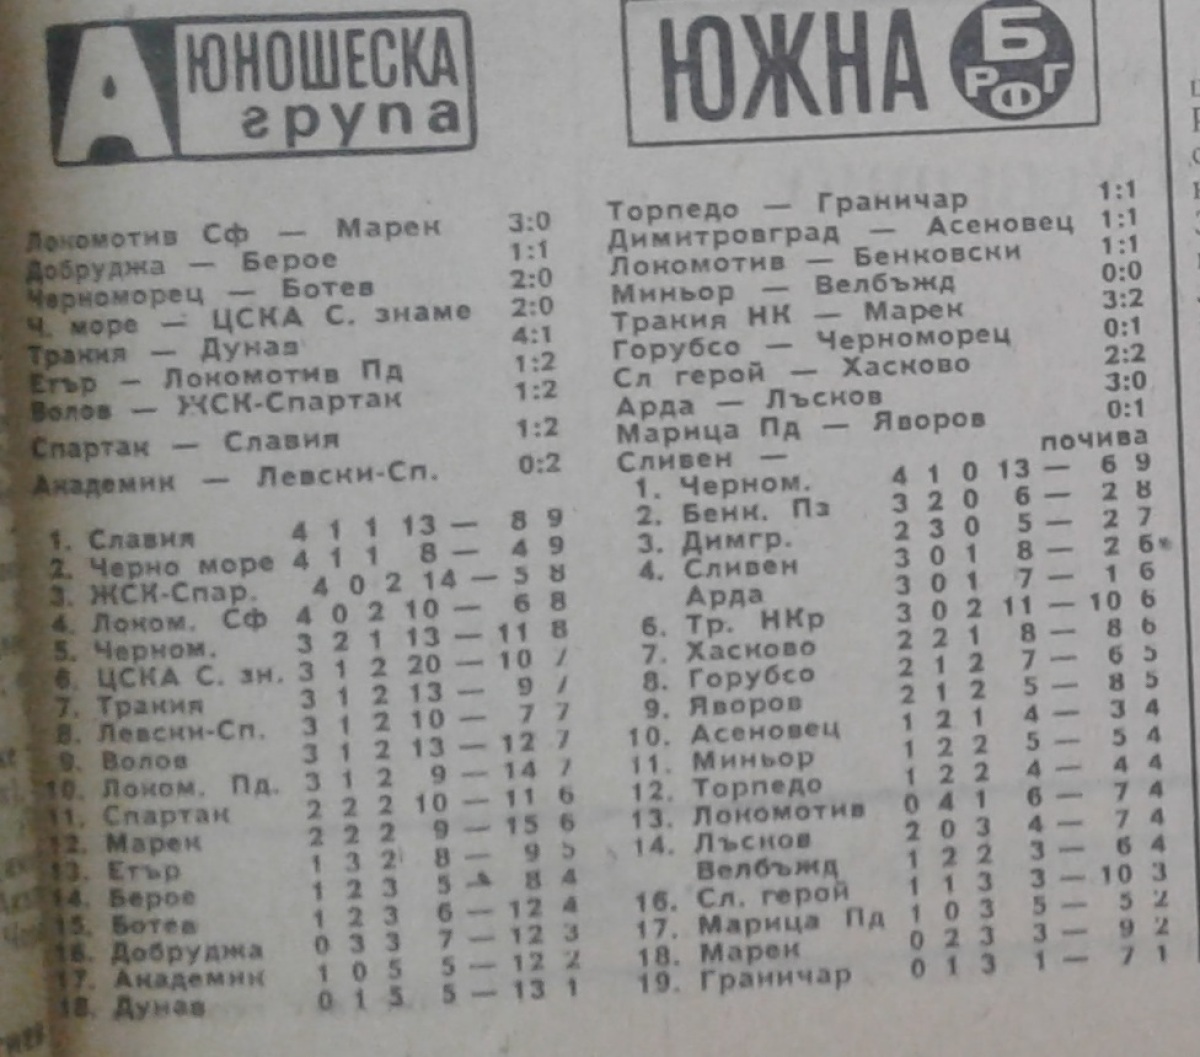 А ЮНОШЕСКА
група
Локомотив Сф — Марек 3:0
Добруджа — Берое 1:1
Черноморец — Ботев 2:0
Ч. море — ЦСКА С. знаме 2:0
Тракия — Дунав 4:1
Етър — Локомотив Пд 1:2
Волов — ЖСК-Спартак 1:2
Спартак — Славия 1:2
Академик — Левски-Сп. 0:2
1. Славия 4 1 1 13 — 8 9
2. Черно море 4 1 1 8 — 4 9
3. ЖСК-Спар. 4 0 2 14 — 5 8
4. Локом. Сф 4 0 2 10 — 6 8
5. Черном. 3 2 1 13 — 11 8
6. ЦСКА С. зн. 3 1 2 20 — 10 7
7. Тракия 3 1 2 13 — 9 7
8. Левски-Сп. 3 1 2 10 — 7 7
9. Волов 3 1 2 13 — 12 7
10. Локом. Пд. 3 1 2 9 — 14 7
11. Спартак 2 2 2 10 — 11 6
12. Марек 2 2 2 9 — 15 6
13. Етър 1 3 2 8 — 9 5
14. Берое 1 2 3 5 — 8 4
15. Ботев 1 2 3 6 — 12 4
16. Добруджа 0 3 3 7 — 12 3
17. Академик 1 0 5 5 — 12 2
18. Дунав 0 1 5 5 — 13 1
ЮЖНА Б
РФГ
Торпедо — Граничар 1:1
Димитровград — Асеновец 1:1
Локомотив — Бенковски 1:1
Миньор — Велбъжд 0:0
Тракия НК — Марек 3:2
Горубсо — Черноморец 0:1
Сл герой — Хасково 2:2
Арда — Лъсков 3:0
Марица Пд — Яворов 0:1
Сливен — почива
1. Черном. 4 1 0 13 — 6 9
2. Бенк. Пз 3 2 0 6 — 2 8
3. Димгр. 2 3 0 5 — 2 7
4. Сливен 3 0 1 8 — 2 6
Арда 3 0 1 7 — 1 6
6. Тр. НКр 3 0 2 11 — 10 6
7. Хасково 2 2 1 8 — 8 6
8. Горубсо 2 1 2 7 — 6 5
9. Яворов 2 1 2 5 — 8 5
10. Асеновец 1 2 1 4 — 3 4
11. Миньор 1 2 2 5 — 5 4
12. Торпедо 1 2 2 4 — 4 4
13. Локомотив 0 4 1 6 — 7 4
14. Лъсков 2 0 3 4 — 7 4
Велбъжд 1 2 2 3 — 6 4
16. Сл. герой 1 1 3 3 — 10 3
17. Марица Пд 1 0 3 5 — 5 2
18. Марек 0 2 3 3 — 9 2
19. Граничар 0 1 3 1 — 7 1